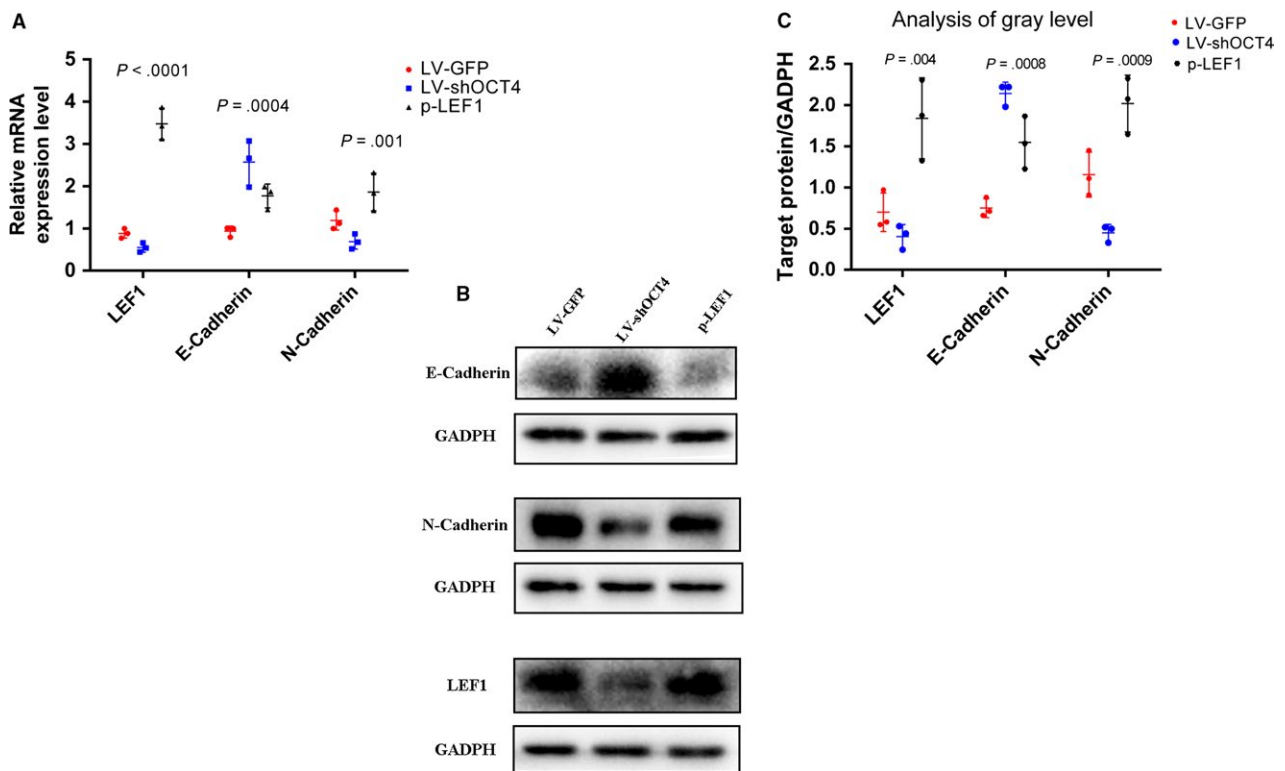 A
P < .0001
P = .0004
P = .001
LV-GFP
LV-shOCT4
p-LEF1
Relative mRNA
expression level
5
4
3
2
1
0
LEF1
E-Cadherin
N-Cadherin
B
LV-GFP
LV-shOCT4
p-LEF1
E-Cadherin
GADPH
N-Cadherin
GADPH
LEF1
GADPH
C
Analysis of gray level
LV-GFP
LV-shOCT4
p-LEF1
P = .004
P = .0008
P = .0009
Target protein/GADPH
2.5
2.0
1.5
1.0
0.5
0.0
LEF1
E-Cadherin
N-Cadherin